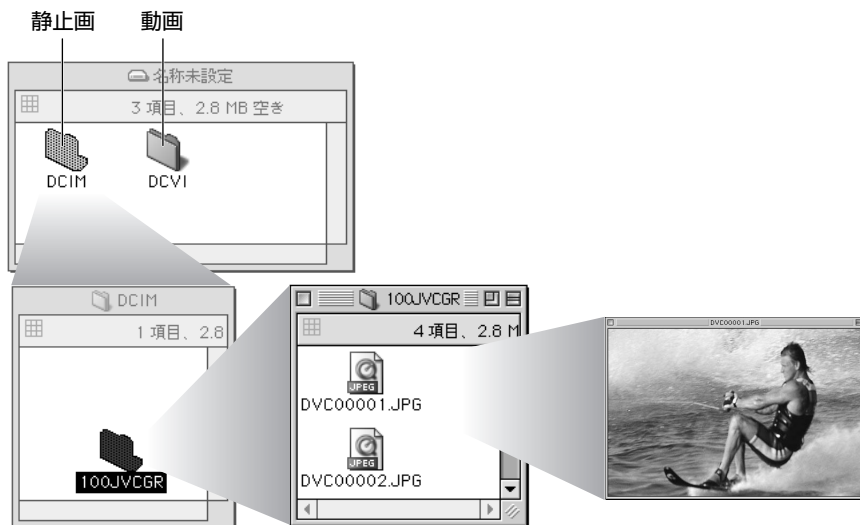 静止画
動画
名称未設定
3 項目、2.8 MB 空き
DCIM
DCVI
DCIM
1 項目、2.8
100JVCGR
100JVCGR
4 項目、2.8 M
JPEG
DVC00001.JPG
JPEG
DVC00002.JPG
DVC00001.JPG